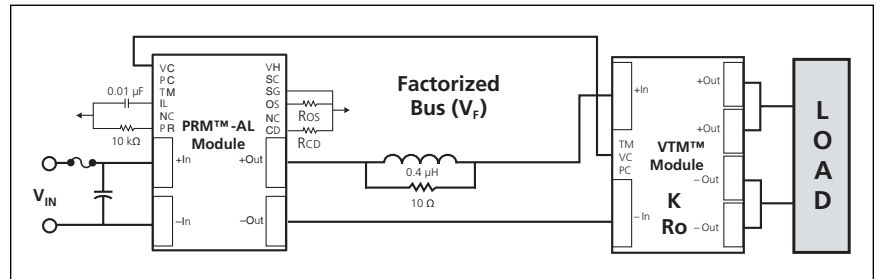 VC
PC
TM
IL
NC
PR
VH
SC
SG
OS
NC
CD
0.01 µF
10 kΩ
ROS
RCD
PRM™-AL
Module
+In
–In
+Out
–Out
VIN
Factorized
Bus (VF)
0.4 µH
10 Ω
+In
– In
TM
VC
PC
VTM™
Module
K
Ro
+Out
+Out
– Out
– Out
L
O
A
D